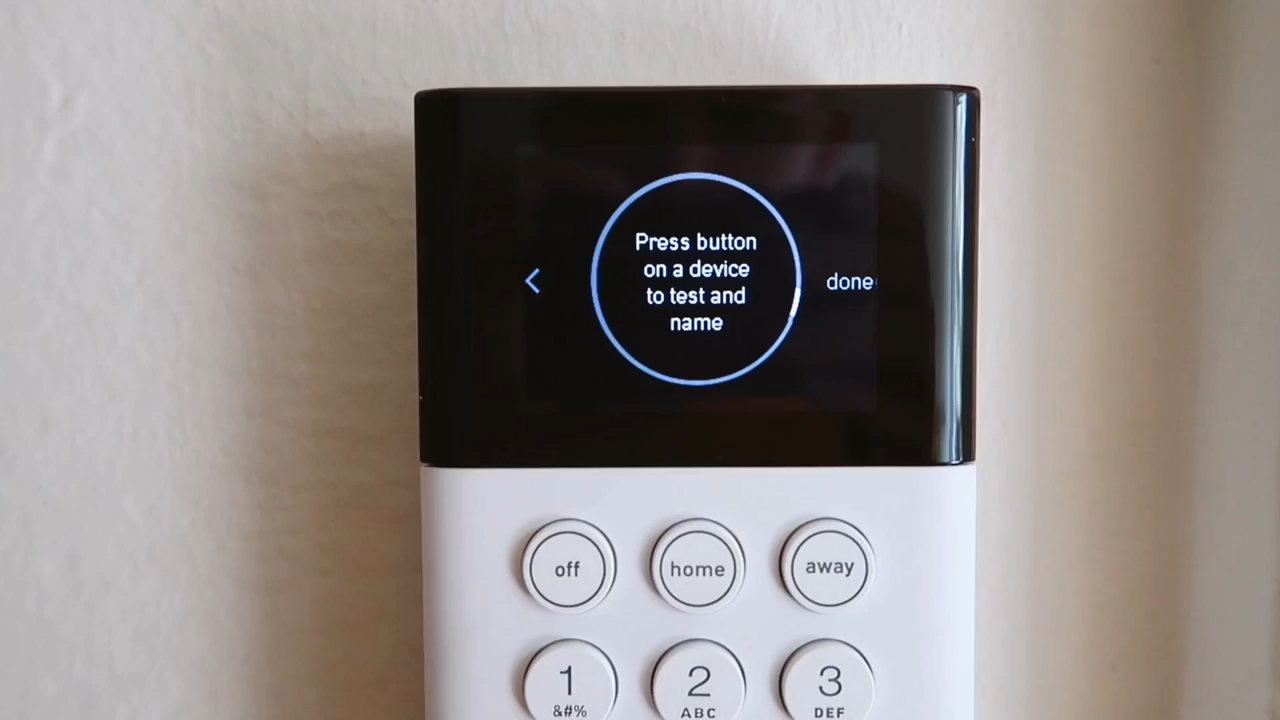 Press button
on a device
to test and
name
done
off
home
away
1
&#%
2
ABC
3
DEF